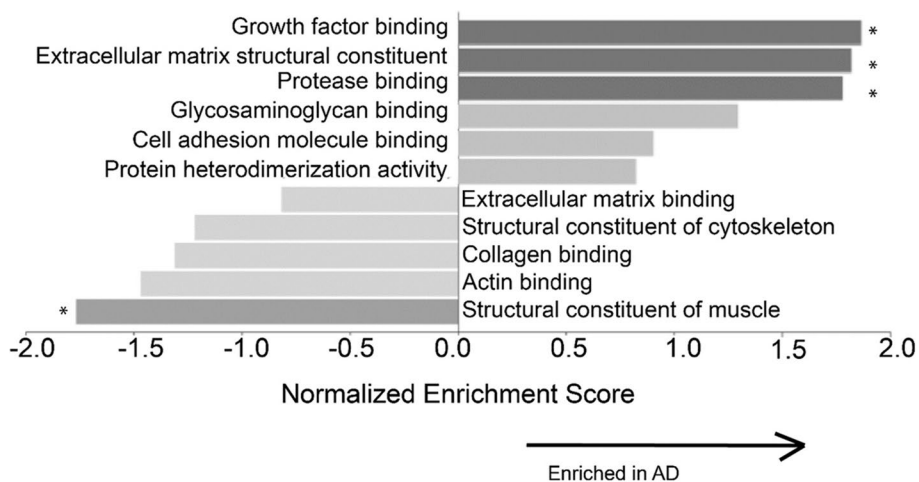 Growth factor binding
*
Extracellular matrix structural constituent
*
Protease binding
*
Glycosaminoglycan binding
Cell adhesion molecule binding
Protein heterodimerization activity
Extracellular matrix binding
Structural constituent of cytoskeleton
Collagen binding
Actin binding
* Structural constituent of muscle
-2.0 -1.5 -1.0 -0.5 0.0 0.5 1.0 1.5 2.0
Normalized Enrichment Score
Enriched in AD